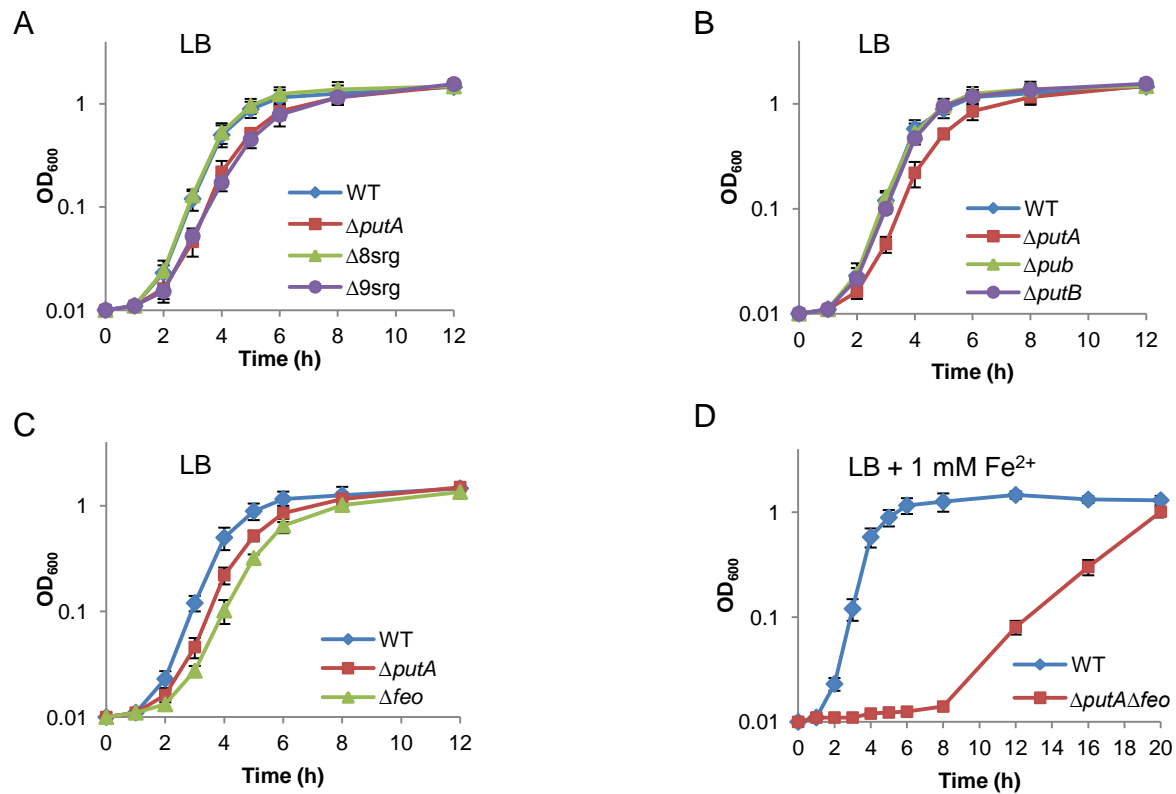 A
LB
OD₆₀₀
1
0.1
0.01
0 2 4 6 8 10 12
Time (h)
WT
ΔputA
Δ8srg
Δ9srg
B
LB
OD₆₀₀
1
0.1
0.01
0 2 4 6 8 10 12
Time (h)
WT
ΔputA
Δpub
ΔputB
C
LB
OD₆₀₀
1
0.1
0.01
0 2 4 6 8 10 12
Time (h)
WT
ΔputA
Δfeo
D
LB + 1 mM Fe²⁺
OD₆₀₀
1
0.1
0.01
0 2 4 6 8 10 12 14 16 18 20
Time (h)
WT
ΔputAΔfeo